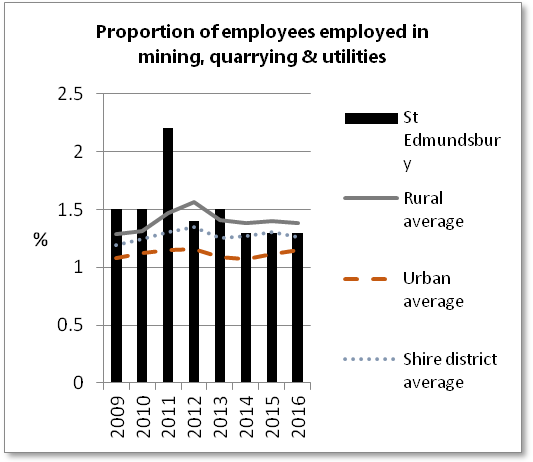 Proportion of employees employed in
mining, quarrying & utilities
2.5
2
1.5
1
0.5
0
%
2009
2010
2011
2012
2013
2014
2015
2016
St
Edmundsbur
y
Rural
average
Urban
average
Shire district
average